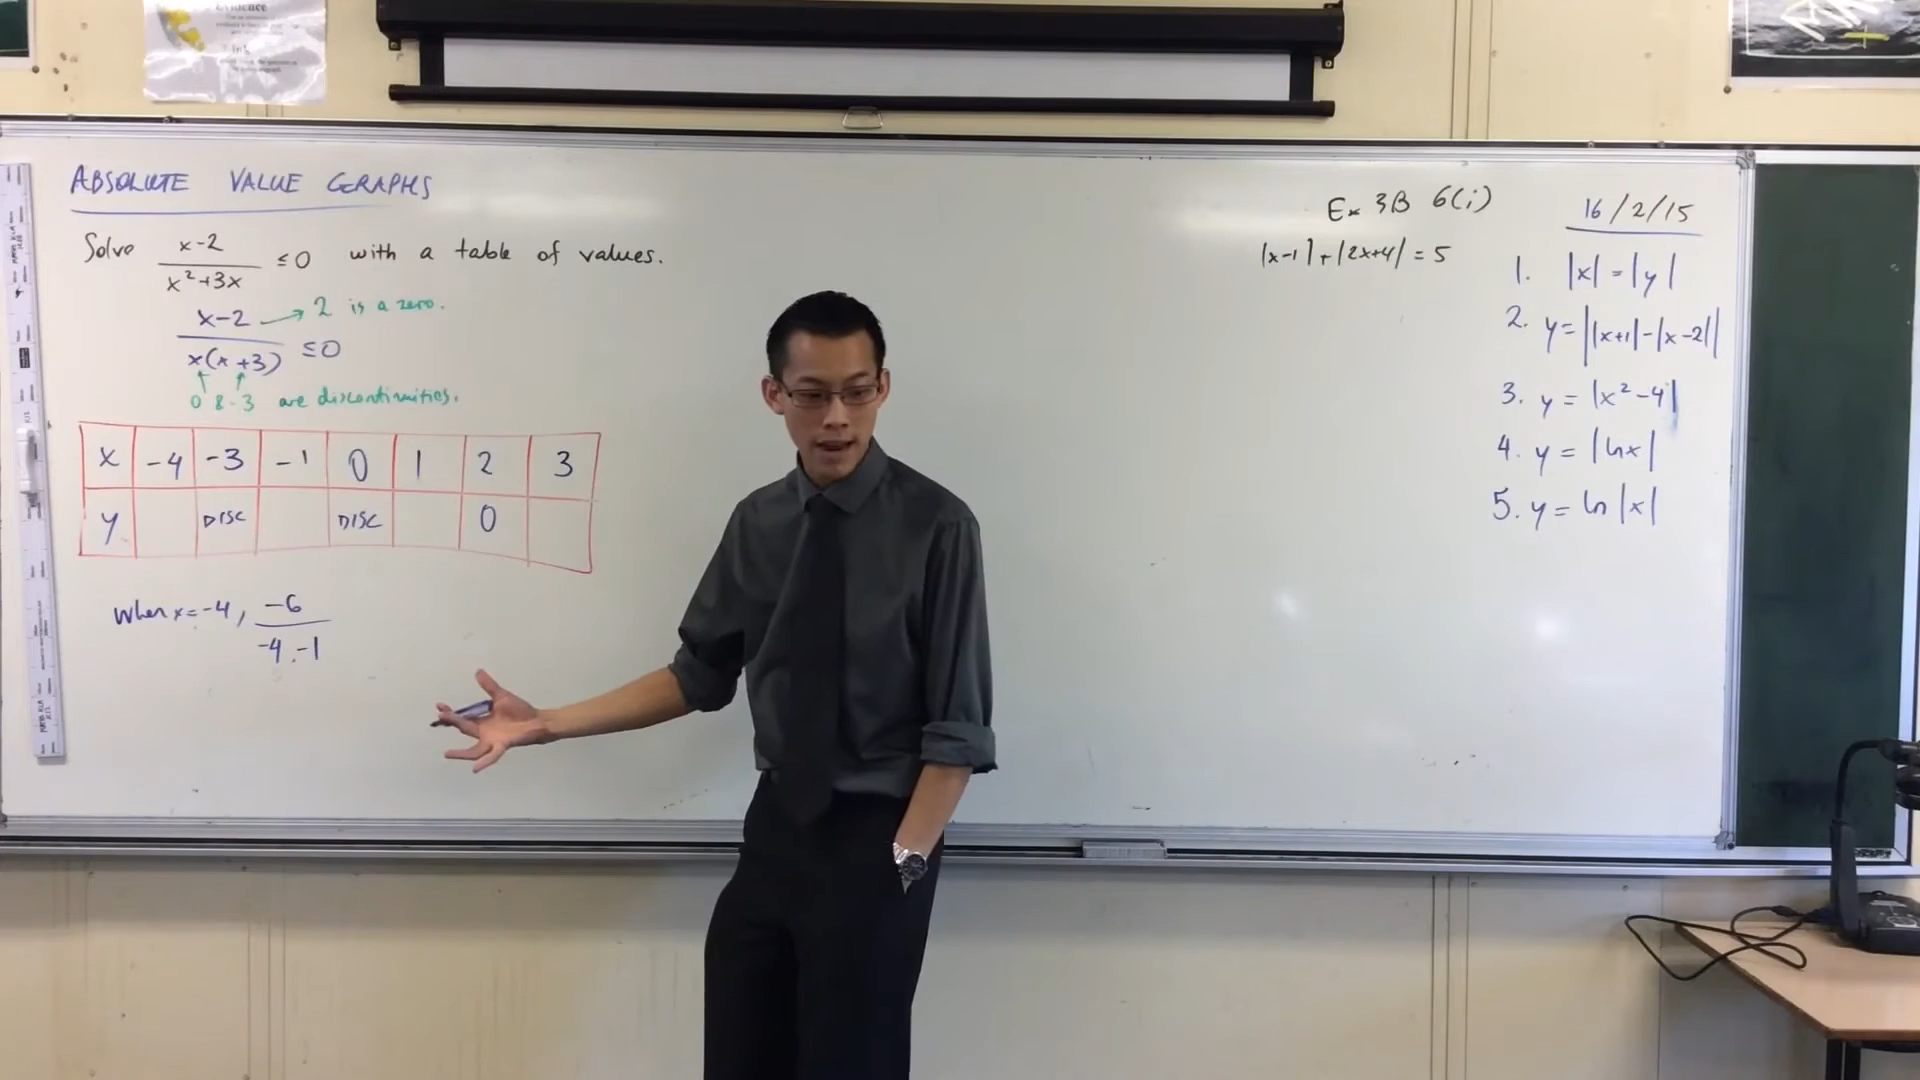 Evidence
Ink
ABSOLUTE VALUE GRAPHS
Solve x-2 / x²+3x ≤0 with a table of values.
x-2 / x(x+3) ≤0
2 is a zero.
0 & -3 are discontinuities.
x -4 -3 -1 0 1 2 3
y DISC DISC 0
When x=-4, -6 / -4.-1
Ex 3B 6(i)
|x-1|+|2x+4|=5
16/2/15
1. |x|=|y|
2. y=||x+1|-|x-2||
3. y=|x²-4|
4. y=|lnx|
5. y=ln|x|